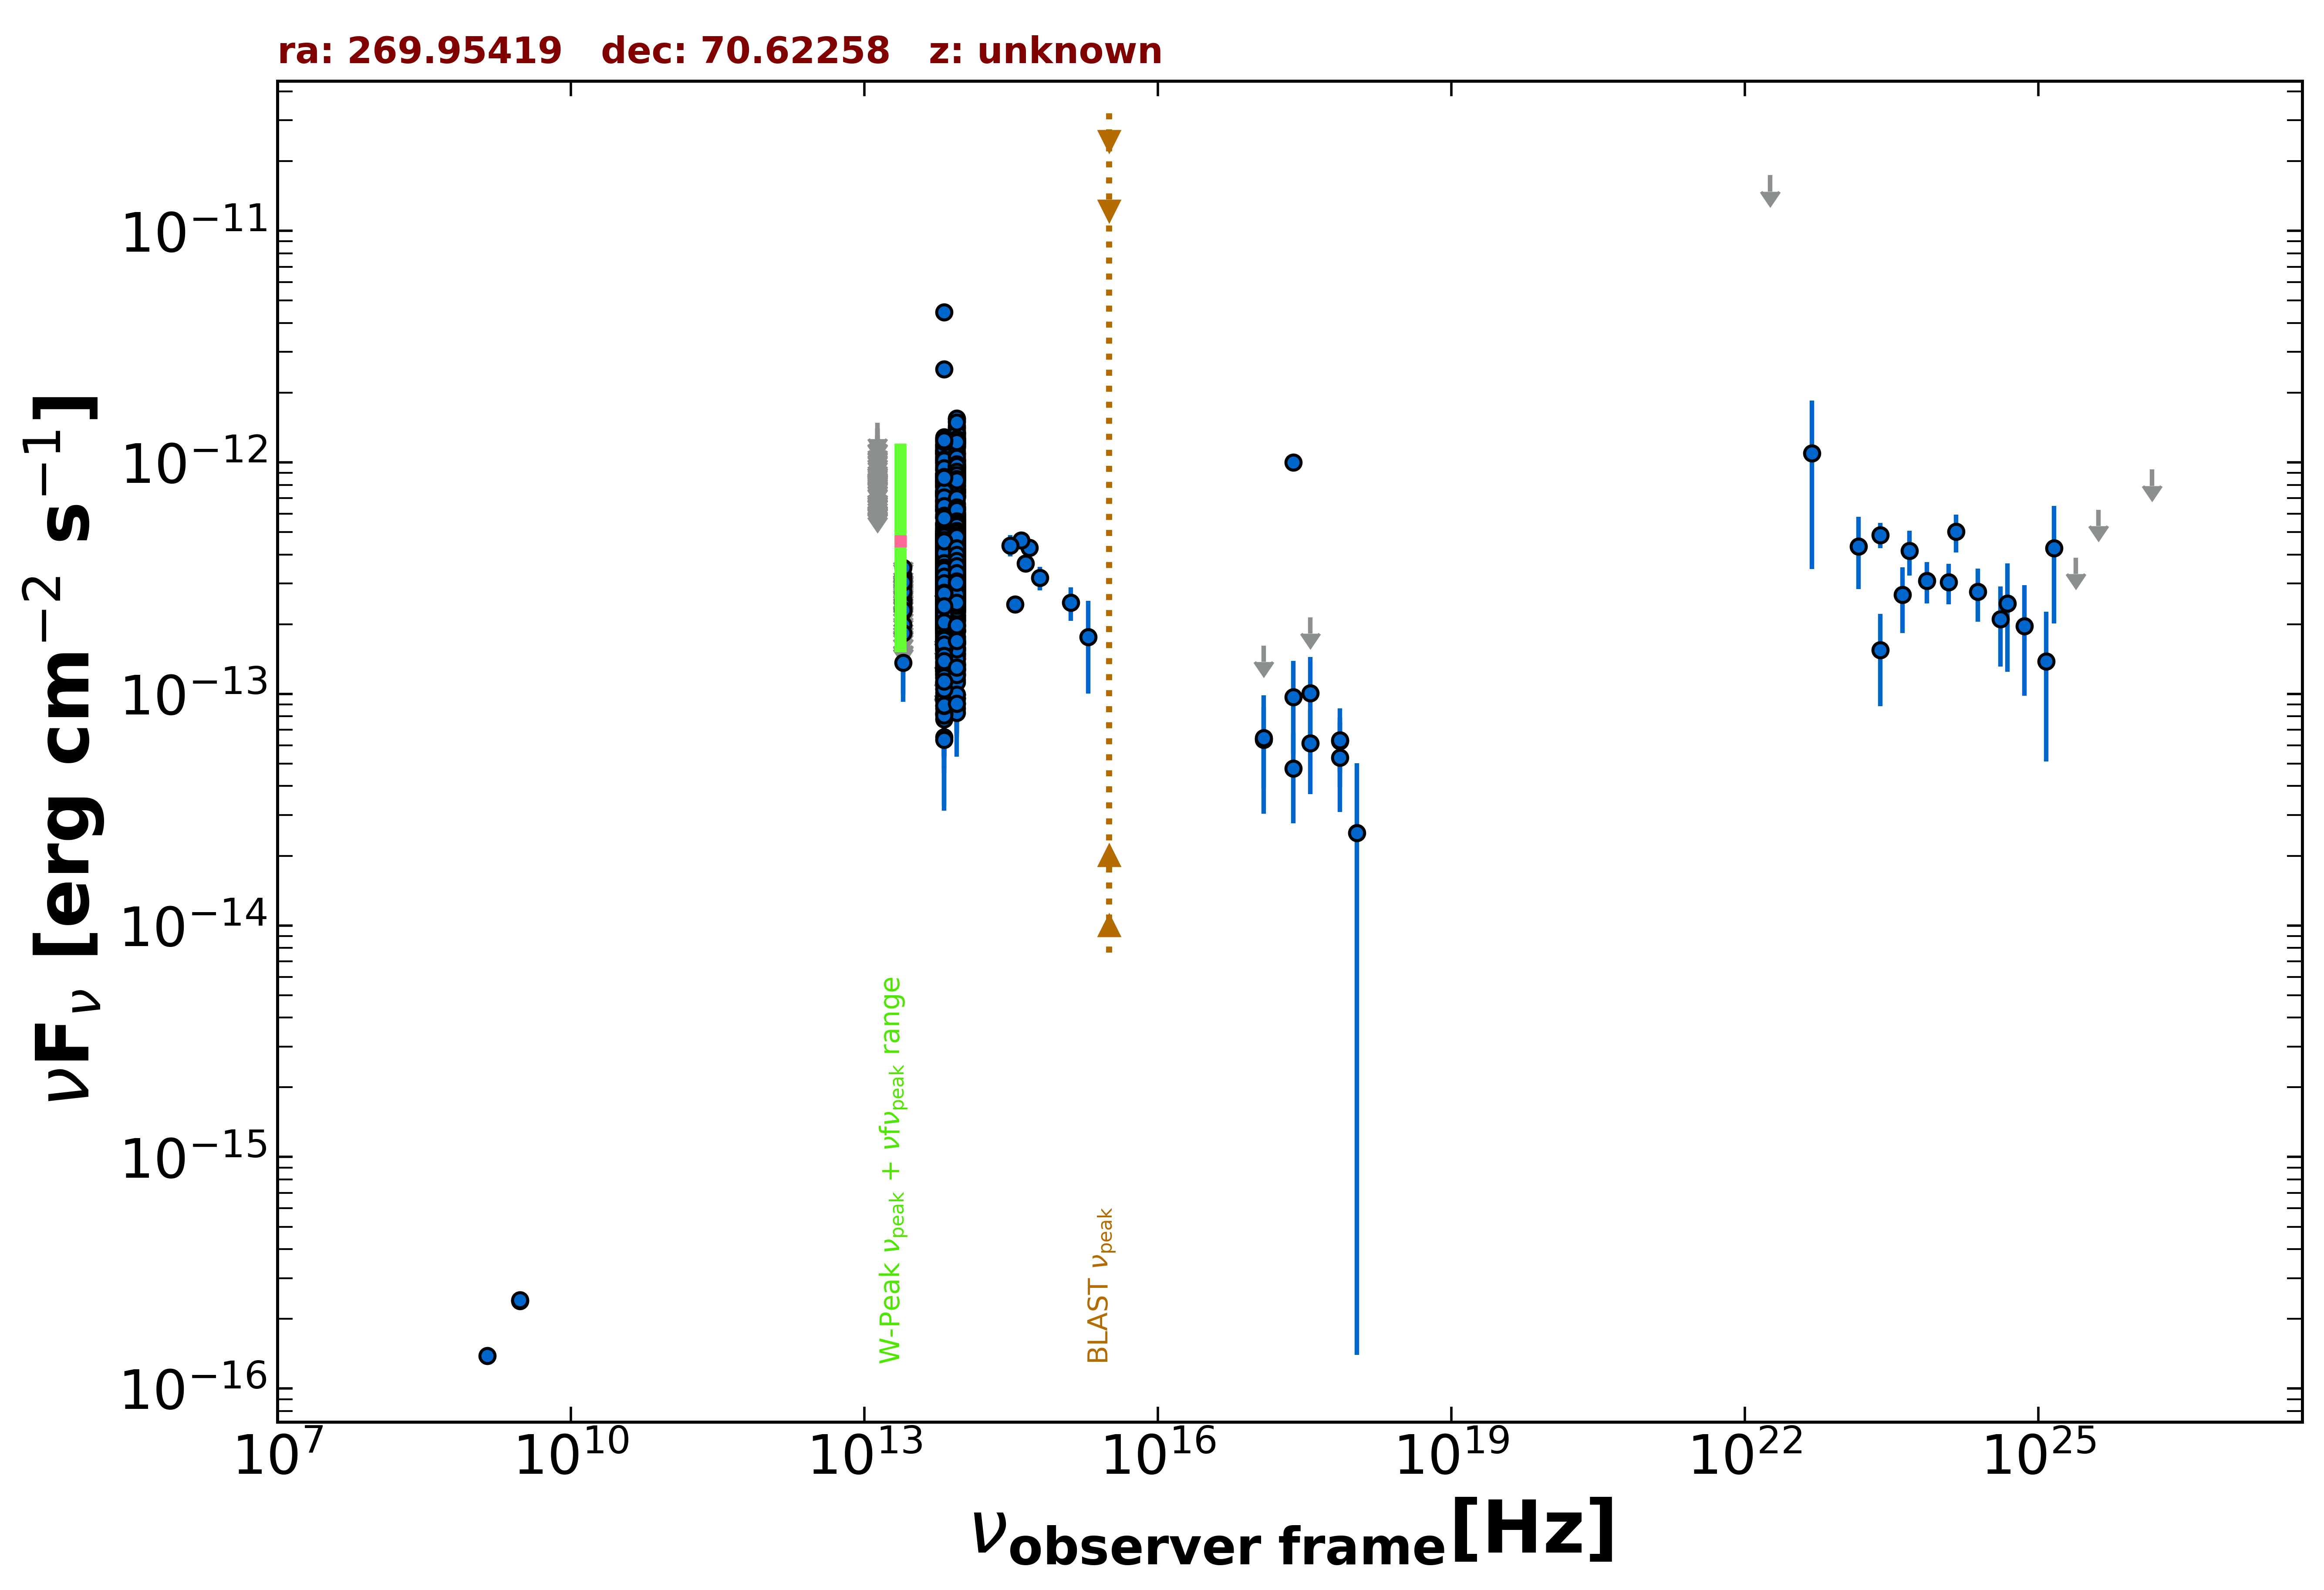 ra: 269.95419   dec: 70.62258   z: unknown
νFν [erg cm−2 s−1]
10−11
10−12
10−13
10−14
10−15
10−16
W-Peak νpeak + νfνpeak range
BLAST νpeak
107 1010 1013 1016 1019 1022 1025
νobserver frame[Hz]